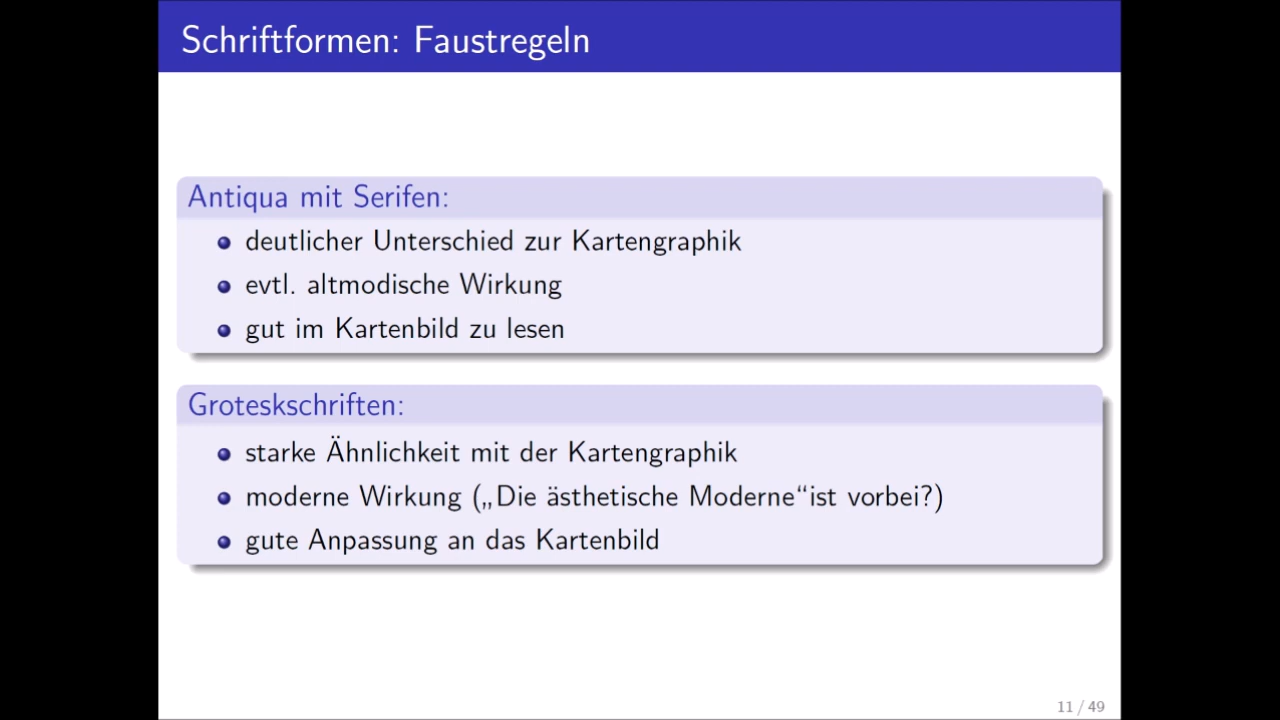 Schriftformen: Faustregeln
Antiqua mit Serifen:
deutlicher Unterschied zur Kartengraphik
evtl. altmodische Wirkung
gut im Kartenbild zu lesen
Groteskschriften:
starke Ähnlichkeit mit der Kartengraphik
moderne Wirkung („Die ästhetische Moderne“ist vorbei?)
gute Anpassung an das Kartenbild
11 / 49